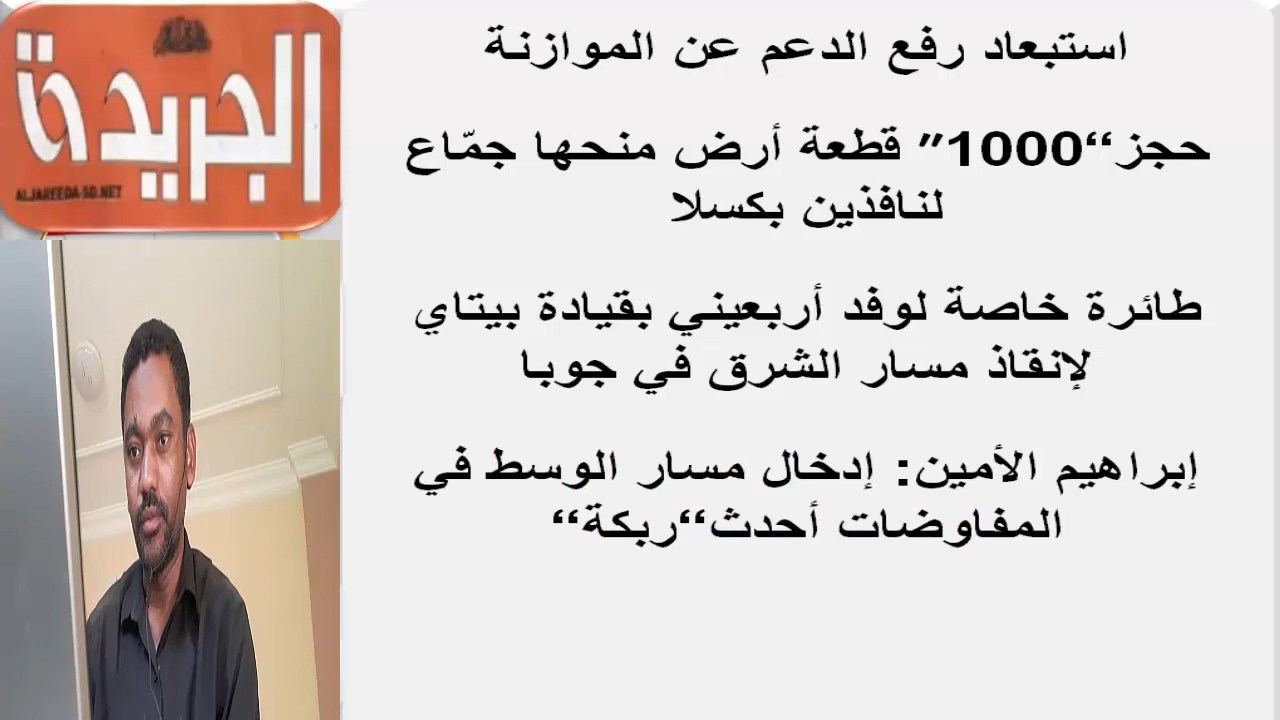 الجريدة
ALJAREEDA-SD.NET
استبعاد رفع الدعم عن الموازنة
حجز“1000” قطعة أرض منحها جمّاع
لنافذين بكسلا
طائرة خاصة لوفد أربعيني بقيادة بيتاي
لإنقاذ مسار الشرق في جوبا
إبراهيم الأمين: إدخال مسار الوسط في
المفاوضات أحدث“ربكة“